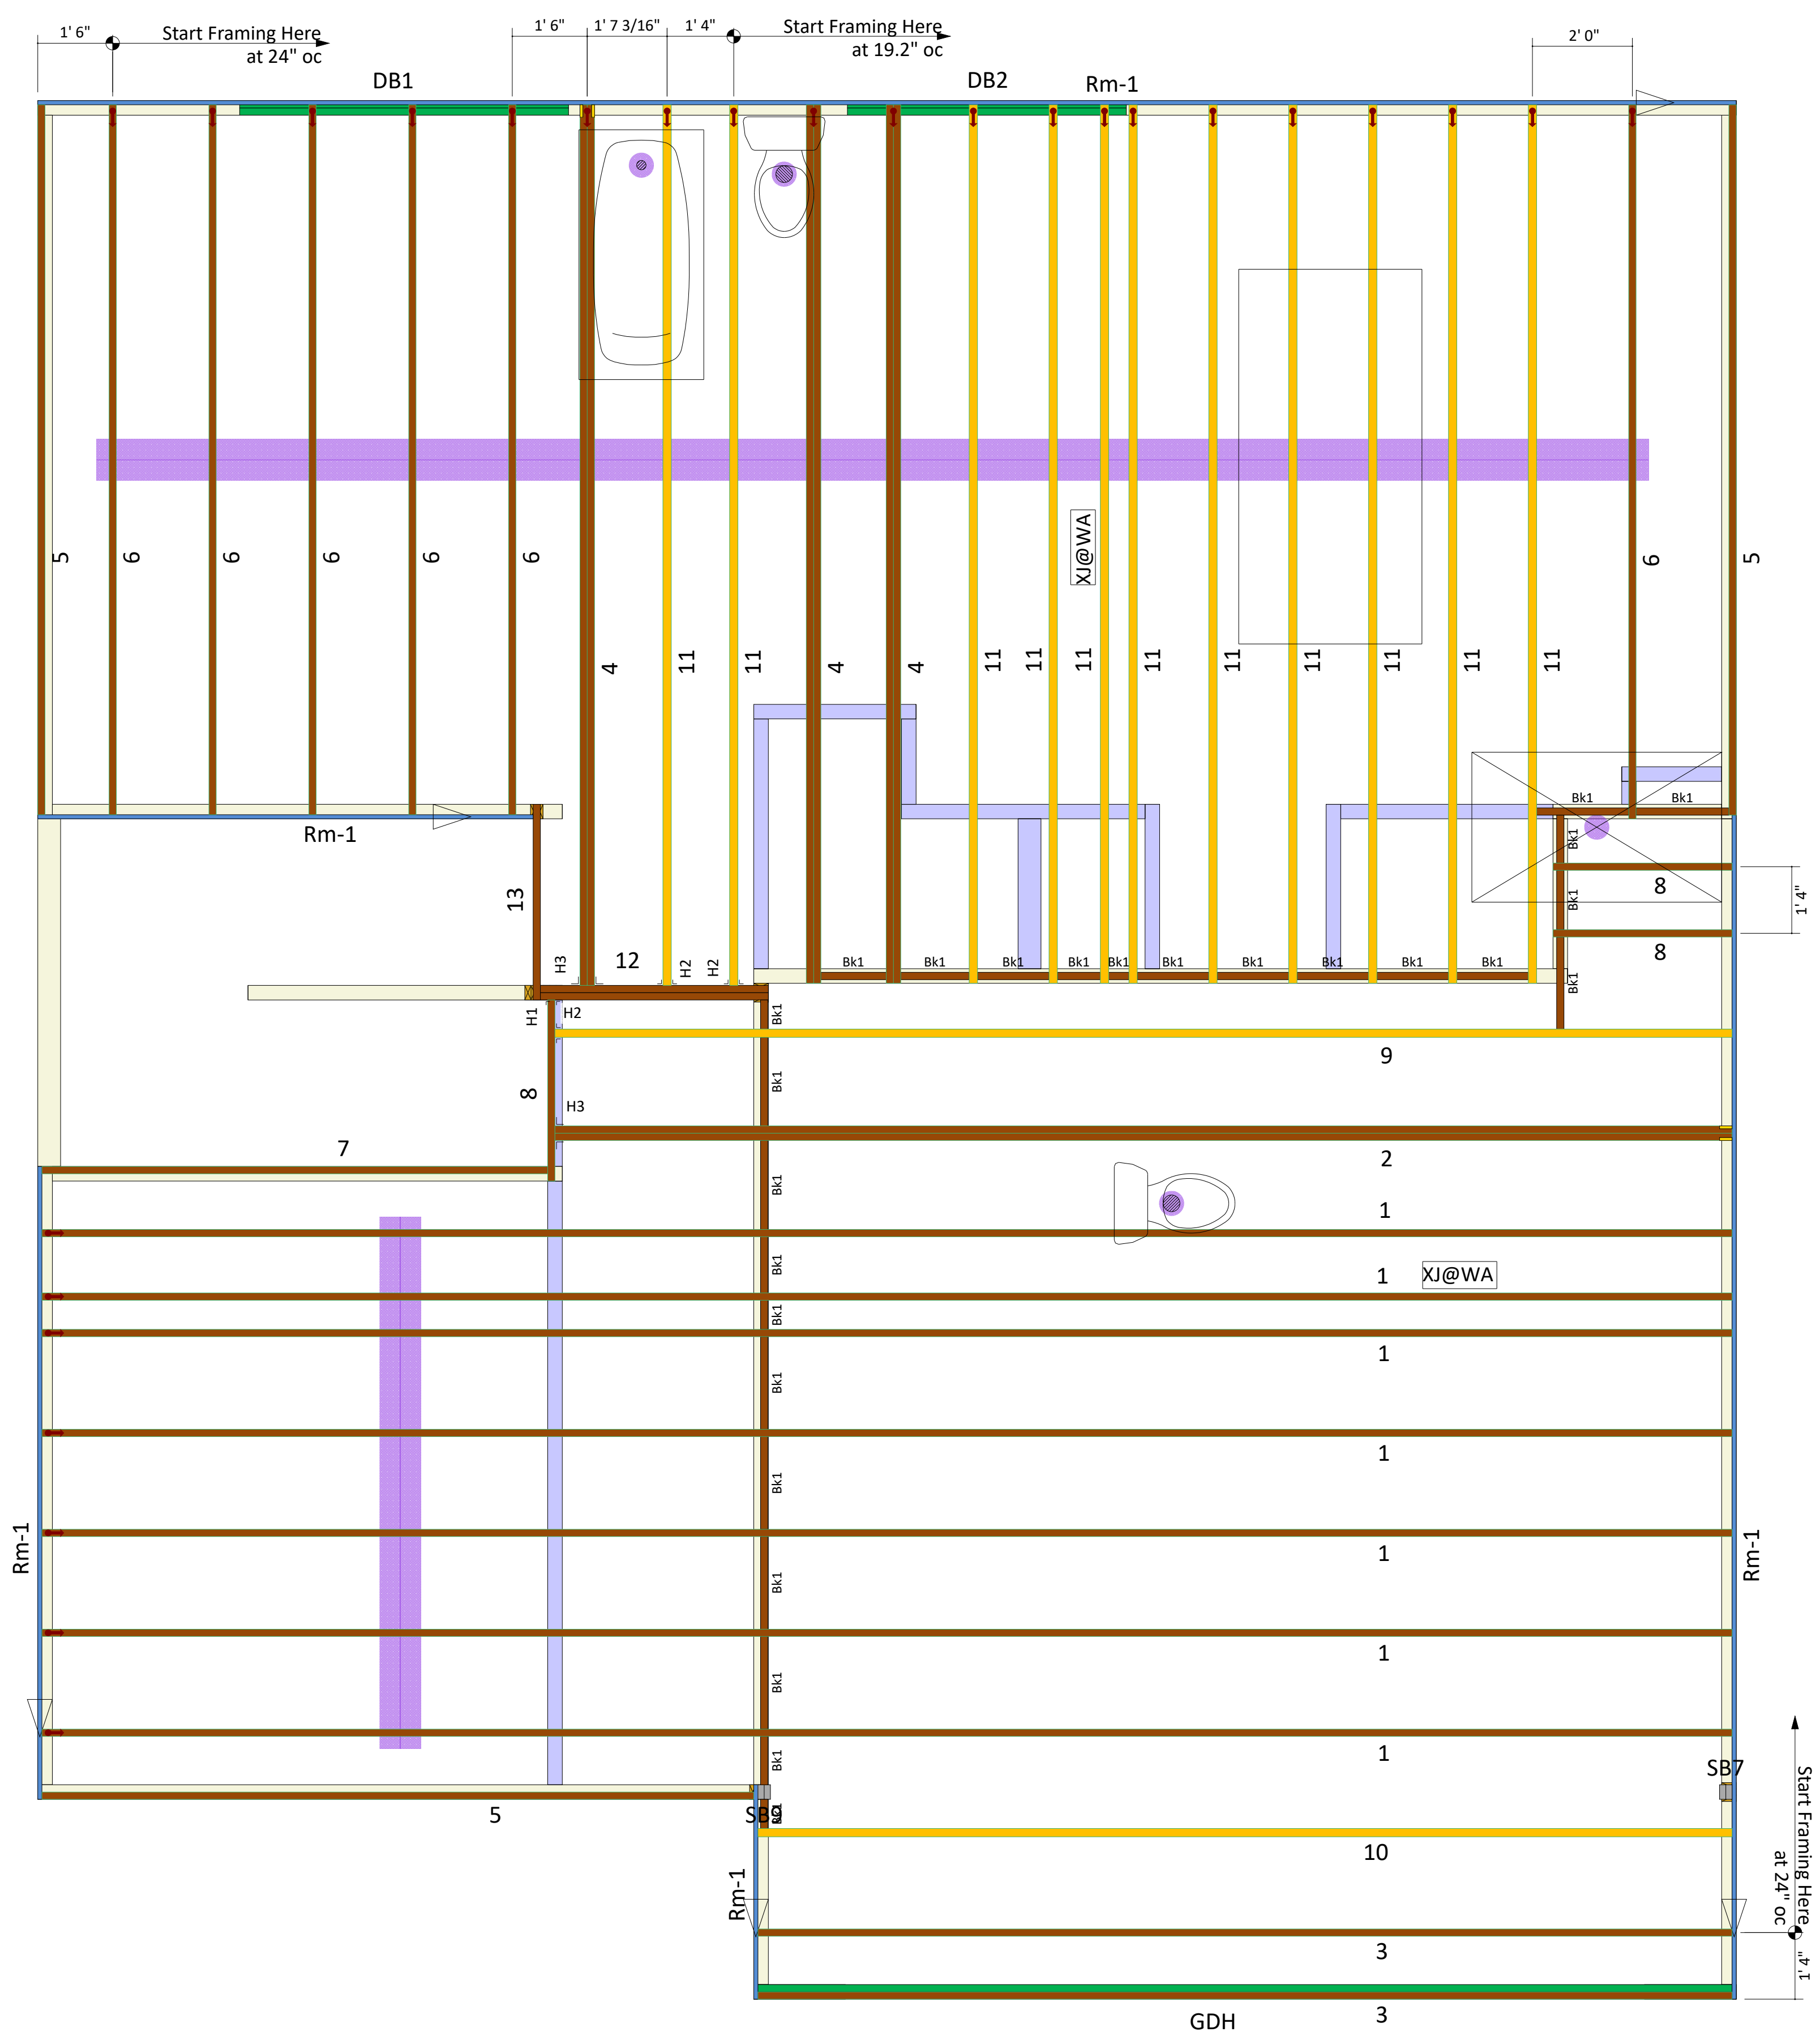 1' 6"
Start Framing Here
at 24" oc
1' 6"
1' 7 3/16"
1' 4"
Start Framing Here
at 19.2" oc
2' 0"
DB1
DB2
Rm-1
5
6
6
6
6
6
XJ@WA
6
5
4
11
11
4
4
11
11
11
11
11
11
11
11
11
Bk1
Bk1
Rm-1
Bk1
8
1' 4"
13
Bk1
8
H3
12
H2
H2
Bk1
Bk1
Bk1
Bk1
Bk1
Bk1
Bk1
Bk1
Bk1
Bk1
Bk1
H1
H2
Bk1
9
8
Bk1
H3
7
2
Bk1
1
Bk1
1
XJ@WA
Bk1
1
Bk1
1
Bk1
Rm-1
1
Rm-1
Bk1
1
Bk1
1
Bk1
SB7
5
Bk1
10
Rm-1
Start Framing Here
at 24" oc
3
1' 4"
3
GDH